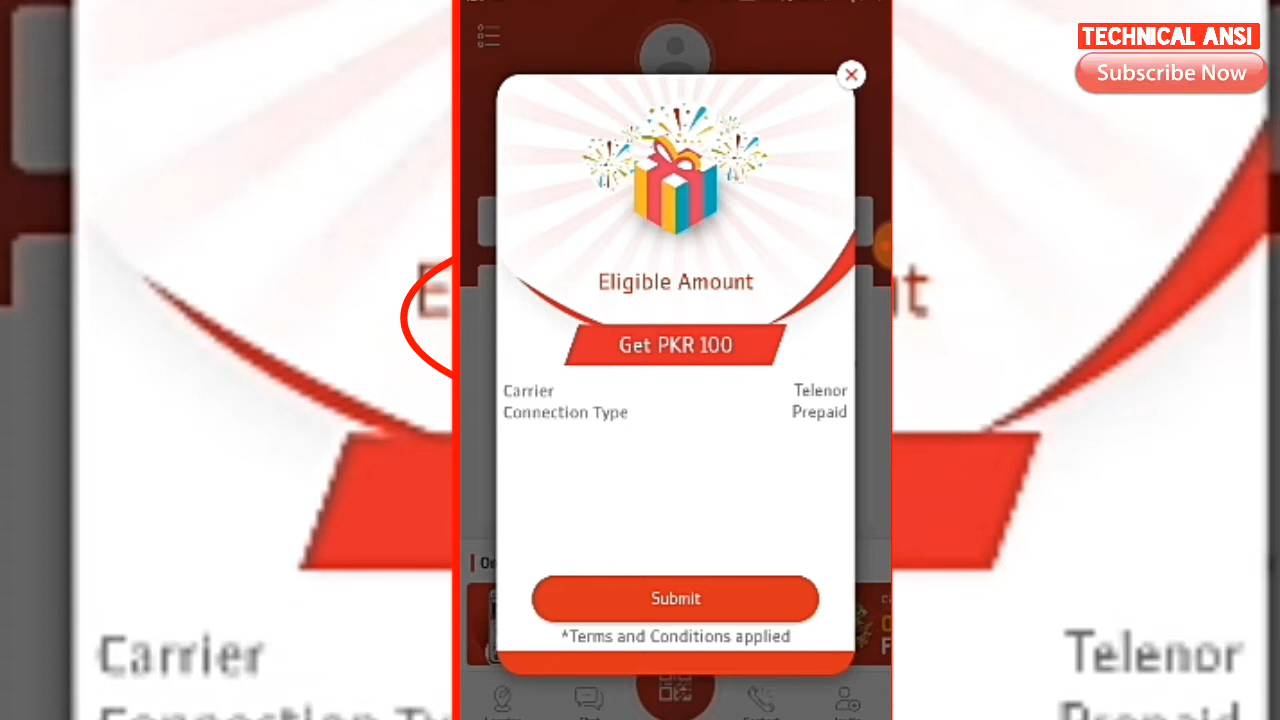 TECHNICAL ANSI
Subscribe Now
Eligible Amount
Get PKR 100
Carrier Telenor
Connection Type Prepaid
Submit
*Terms and Conditions applied
Carrier
Telenor